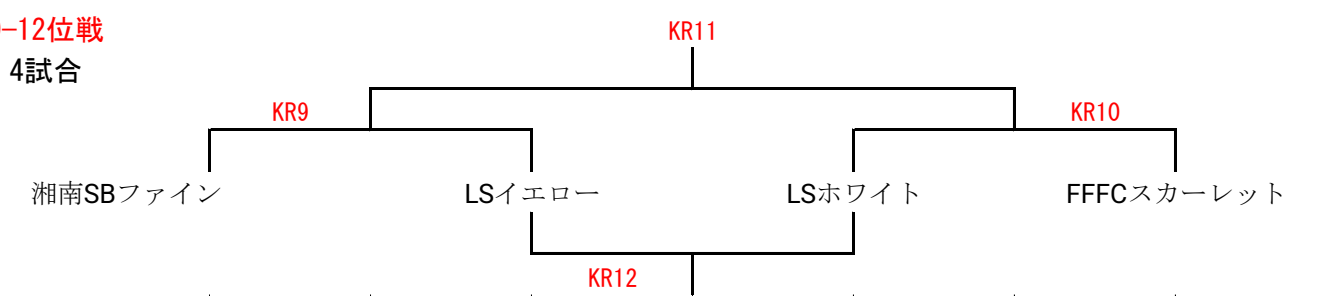 -12位戦
KR11
4試合
KR9
KR10
湘南SBファイン
LSイエロー
LSホワイト
FFFCスカーレット
KR12